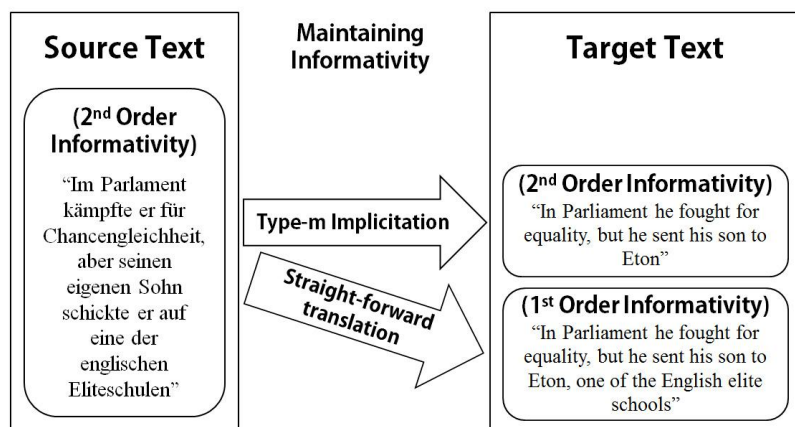 Source Text
(2nd Order
Informativity)
“Im Parlament
kämpfte er für
Chancengleichheit,
aber seinen
eigenen Sohn
schickte er auf
eine der
englischen
Eliteschulen”
Maintaining
Informativity
Type-m Implicitation
Straight-forward
translation
Target Text
(2nd Order Informativity)
“In Parliament he fought for
equality, but he sent his son to
Eton”
(1st Order Informativity)
“In Parliament he fought for
equality, but he sent his son to
Eton, one of the English elite
schools”